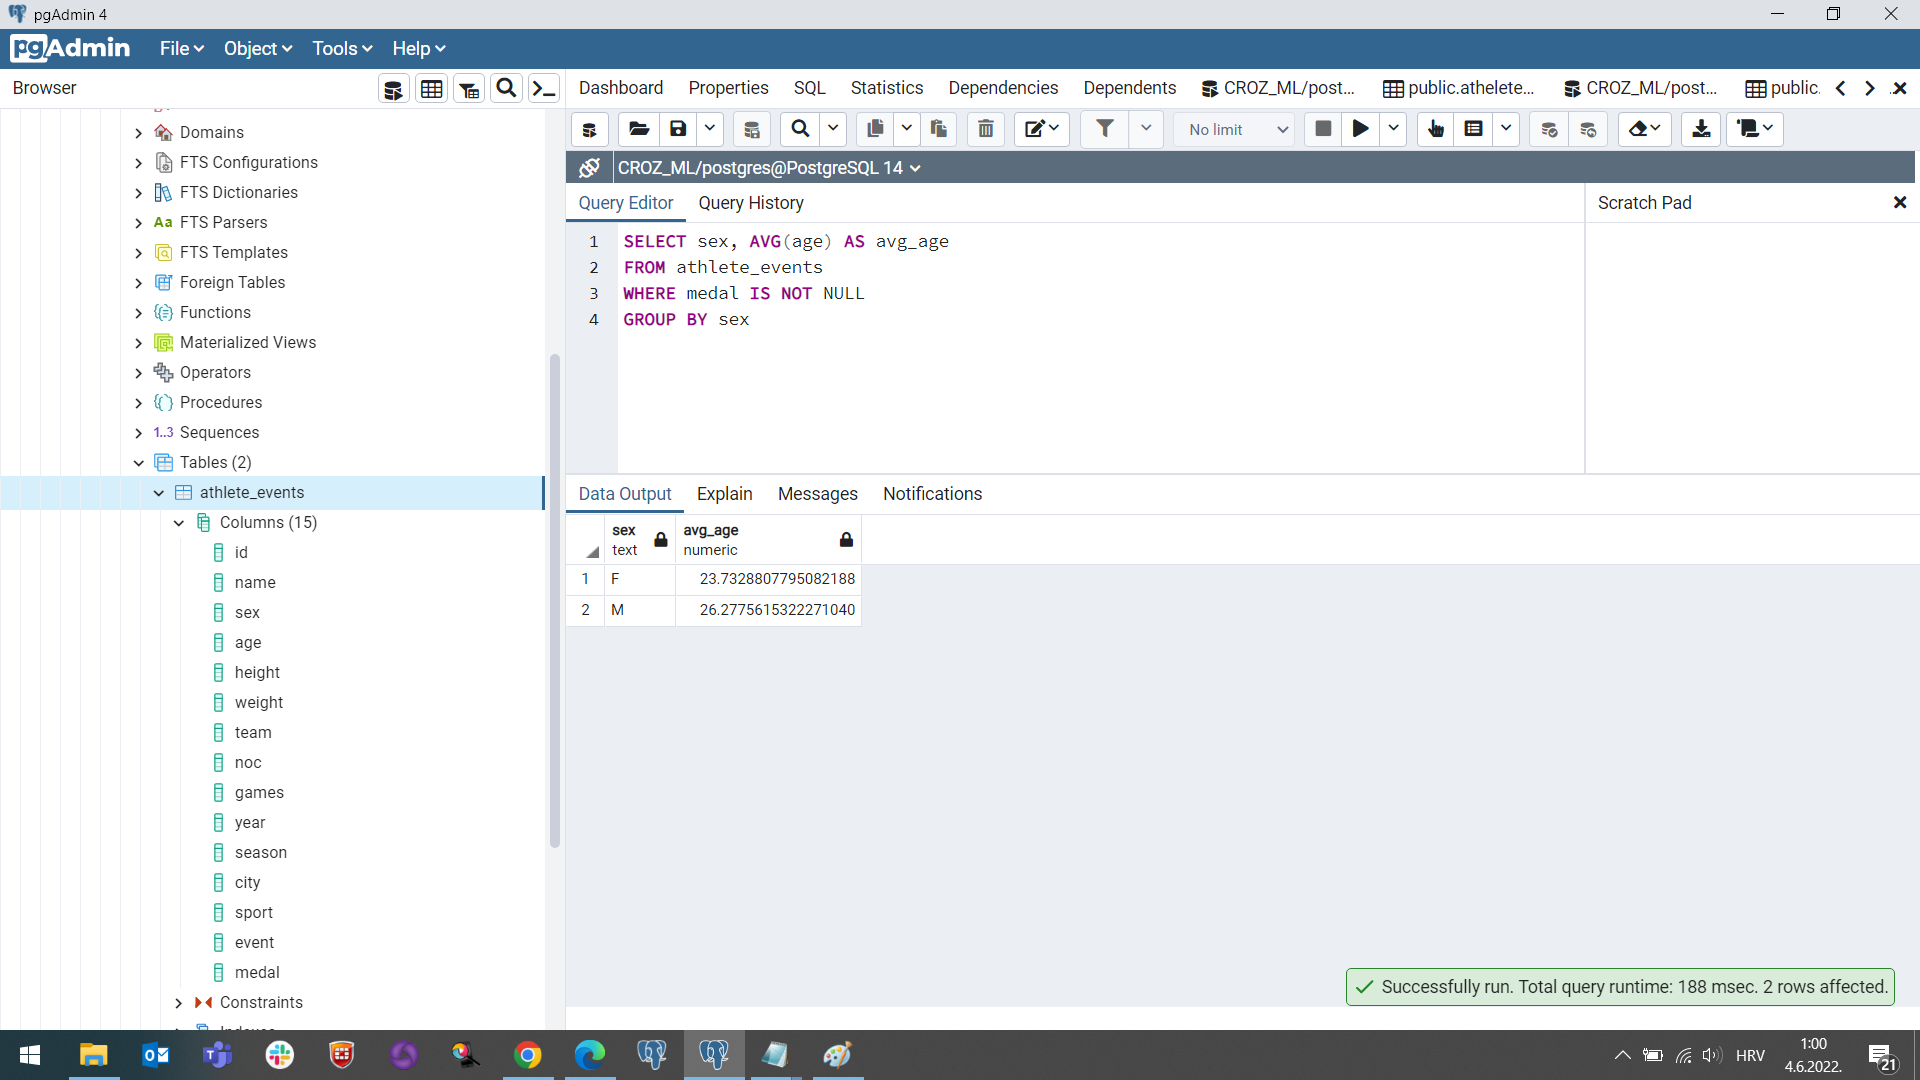 pgAdmin 4
pgAdmin File Object Tools Help
Browser
Dashboard Properties SQL Statistics Dependencies Dependents CROZ_ML/post... public.athelete... CROZ_ML/post... public.
No limit
CROZ_ML/postgres@PostgreSQL 14
Query Editor Query History
Scratch Pad
1 SELECT sex, AVG(age) AS avg_age
2 FROM athlete_events
3 WHERE medal IS NOT NULL
4 GROUP BY sex
Domains
FTS Configurations
FTS Dictionaries
Aa FTS Parsers
FTS Templates
Foreign Tables
Functions
Materialized Views
Operators
Procedures
1..3 Sequences
Tables (2)
athlete_events
Columns (15)
id
name
sex
age
height
weight
team
noc
games
year
season
city
sport
event
medal
Constraints
Indexes
Data Output Explain Messages Notifications
sex avg_age
text numeric
1 F 23.7328807795082188
2 M 26.2775615322271040
Successfully run. Total query runtime: 188 msec. 2 rows affected.
HRV
1:00
4.6.2022.
21